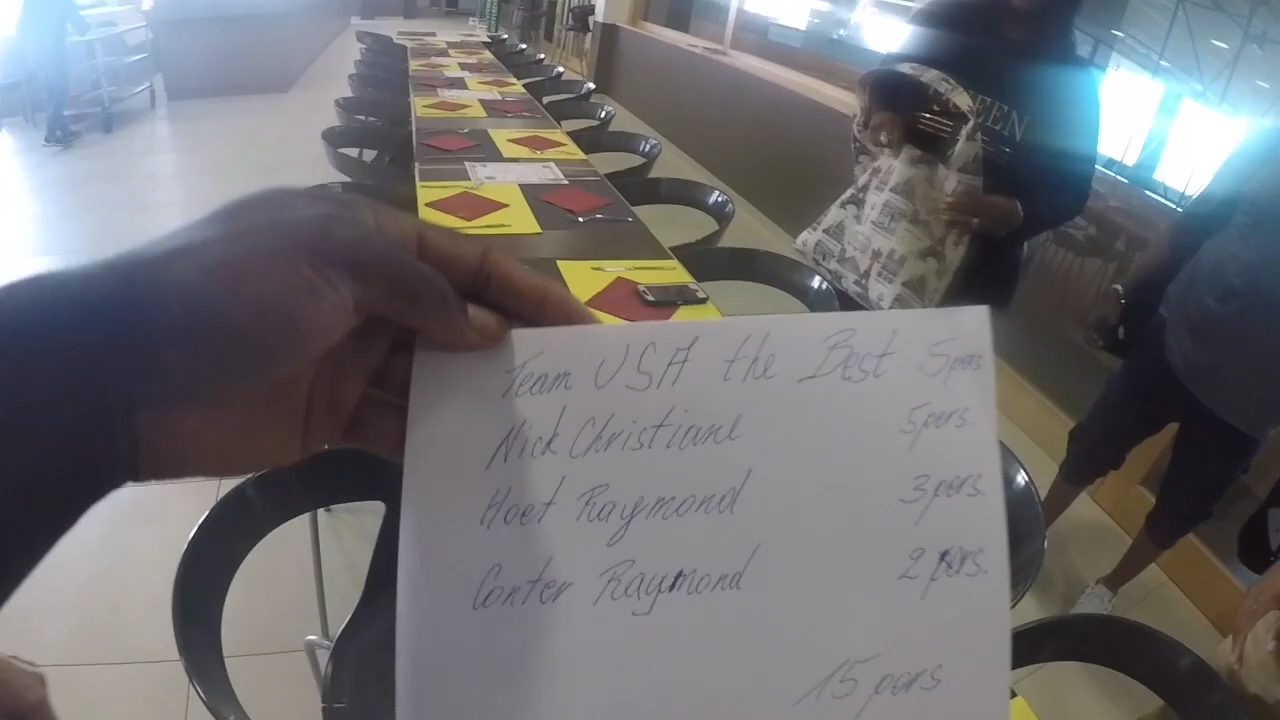 Team USA the Best 5pers
Nick Christiane 5pers.
Hoet Raymond 3pers.
Conter Raymond 2 pers.
15 pers.